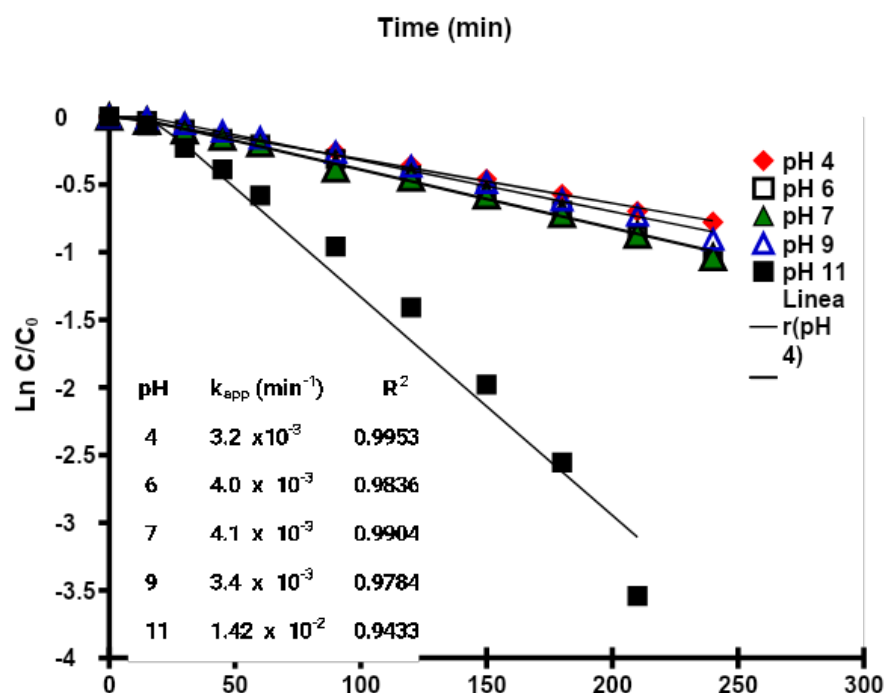 Time (min)
0
-0.5
-1
-1.5
-2
-2.5
-3
-3.5
-4
Ln C/C₀
pH 4
pH 6
pH 7
pH 9
pH 11
Linea
r(pH
4)
pH kₐₚₚ (min⁻¹) R²
4 3.2 x10⁻³ 0.9953
6 4.0 x 10⁻³ 0.9836
7 4.1 x 10⁻³ 0.9904
9 3.4 x 10⁻³ 0.9784
11 1.42 x 10⁻² 0.9433
0 50 100 150 200 250 300